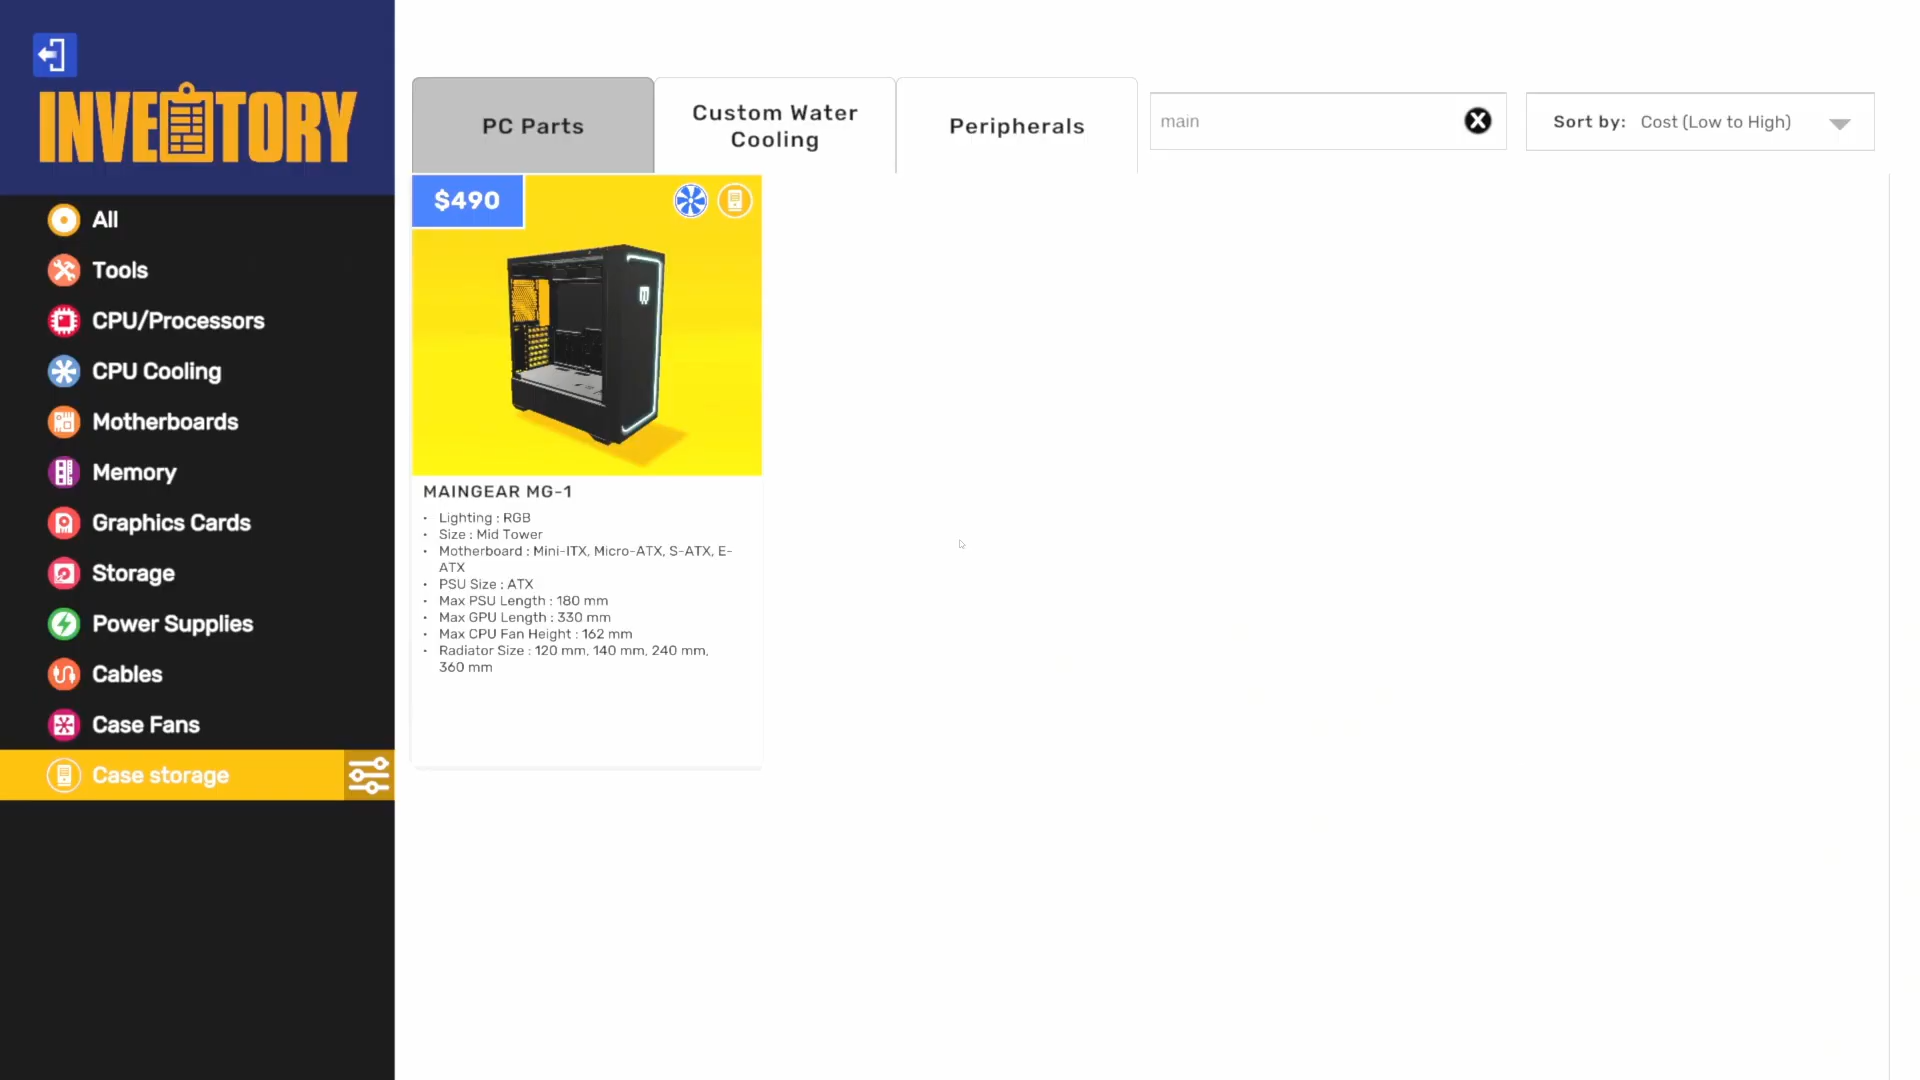 INVENTORY
All
Tools
CPU/Processors
CPU Cooling
Motherboards
Memory
Graphics Cards
Storage
Power Supplies
Cables
Case Fans
Case storage
PC Parts
Custom Water
Cooling
Peripherals
main
Sort by: Cost (Low to High)
$490
MAINGEAR MG-1
• Lighting : RGB
• Size : Mid Tower
• Motherboard : Mini-ITX, Micro-ATX, S-ATX, E-
ATX
• PSU Size : ATX
• Max PSU Length : 180 mm
• Max GPU Length : 330 mm
• Max CPU Fan Height : 162 mm
• Radiator Size : 120 mm, 140 mm, 240 mm,
360 mm